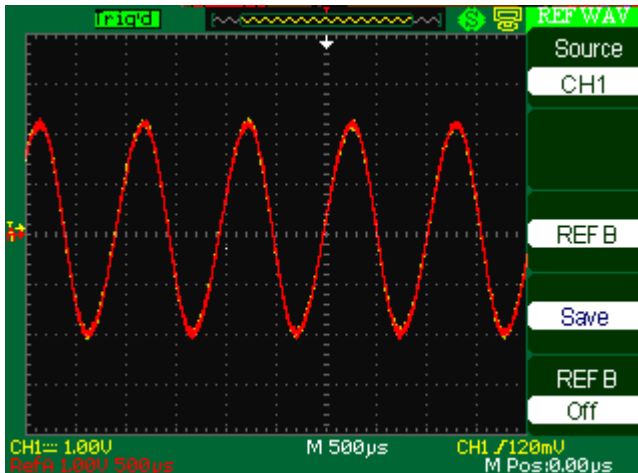 Trig'd
S
REF WAV
Source
CH1
REF B
Save
REF B
Off
CH1 1.00V
M 500µs
CH1 /120mV
RefA 1.00V 500µs
M Pos:0.00µs